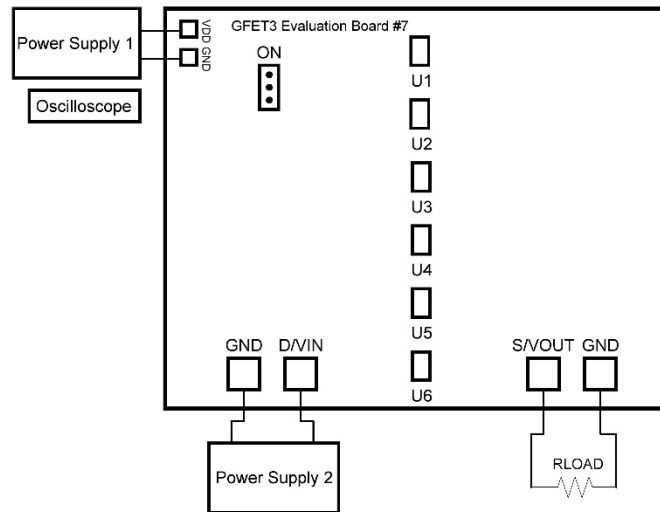 GFET3 Evaluation Board #7
Power Supply 1
VDD
GND
ON
Oscilloscope
U1
U2
U3
U4
U5
U6
GND D/VIN
S/VOUT GND
Power Supply 2
RLOAD